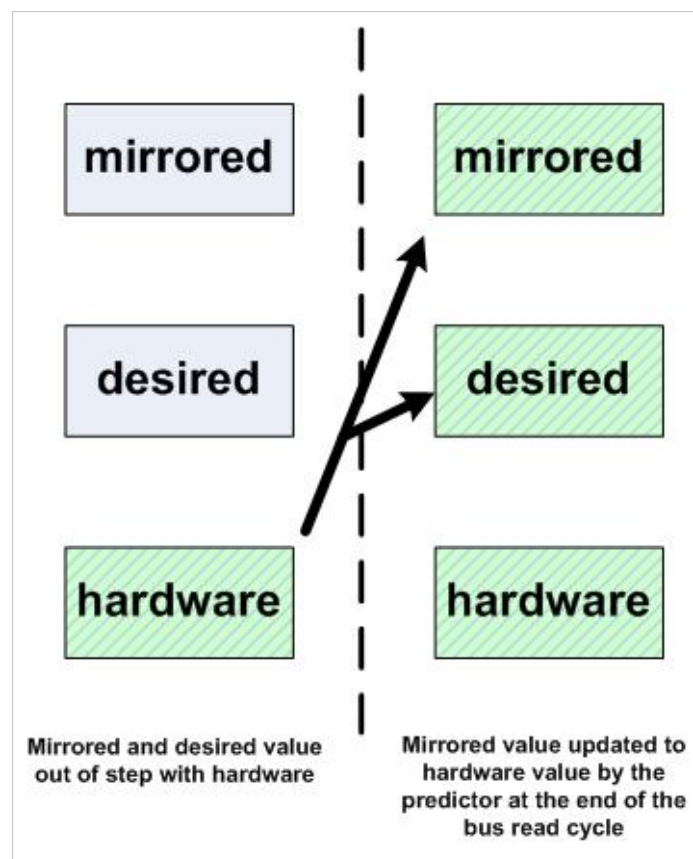 mirrored
desired
hardware
Mirrored and desired value
out of step with hardware
mirrored
desired
hardware
Mirrored value updated to
hardware value by the
predictor at the end of the
bus read cycle